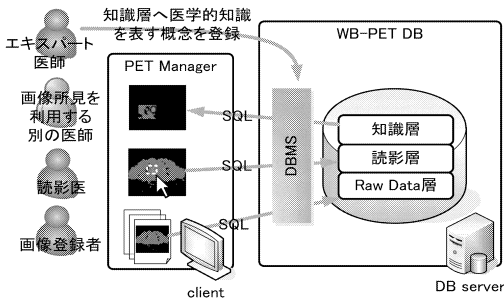 知識層へ医学的知識
を表す概念を登録
エキスパート
医師
画像所見を
利用する
別の医師
読影医
画像登録者
PET Manager
client
SQL
SQL
SQL
WB-PET DB
DBMS
知識層
読影層
Raw Data層
DB server